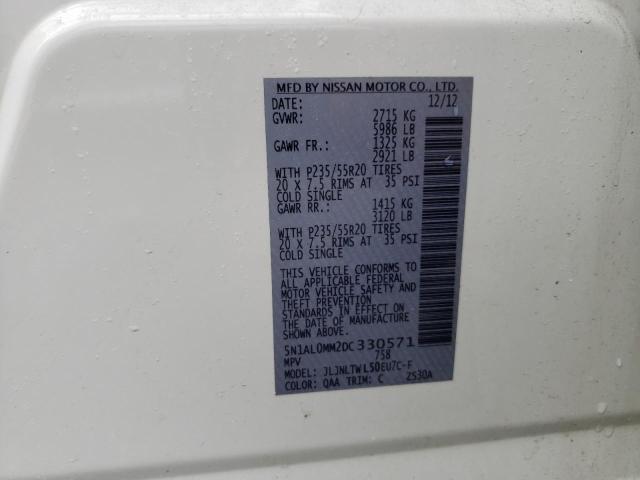 MFD BY NISSAN MOTOR CO., LTD.
DATE: 12/12
GVWR: 2715 KG
5986 LB
GAWR FR.: 1325 KG
2921 LB
WITH P235/55R20 TIRES
20 X 7.5 RIMS AT 35 PSI
COLD SINGLE
GAWR RR.: 1415 KG
3120 LB
WITH P235/55R20 TIRES
20 X 7.5 RIMS AT 35 PSI
COLD SINGLE
THIS VEHICLE CONFORMS TO
ALL APPLICABLE FEDERAL
MOTOR VEHICLE SAFETY AND
THEFT PREVENTION
STANDARDS IN EFFECT ON
THE DATE OF MANUFACTURE
SHOWN ABOVE.
5N1AL0MM2DC330571
MPV 758
MODEL: JLJNLTWL50EU7C-F
COLOR: QAA TRIM: C ZS30A